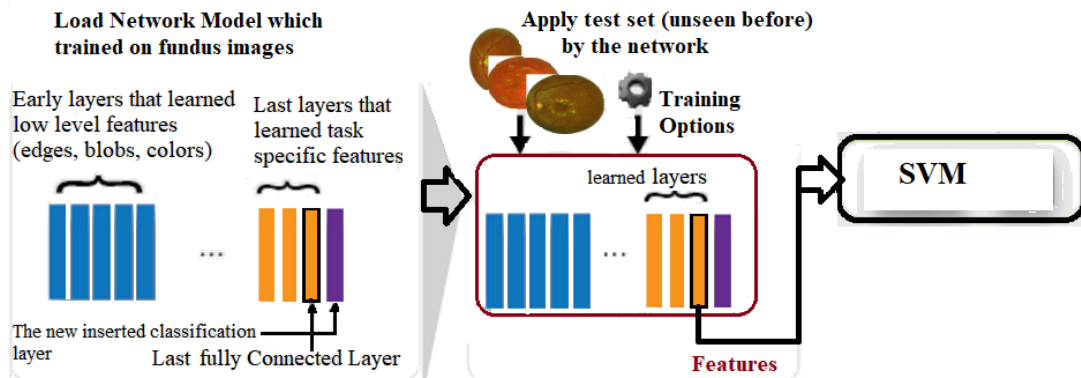 Load Network Model which
trained on fundus images
Early layers that learned
low level features
(edges, blobs, colors)
Last layers that
learned task
specific features
...
The new inserted classification
layer
Last fully Connected Layer
Apply test set (unseen before)
by the network
Training
Options
learned layers
...
Features
SVM